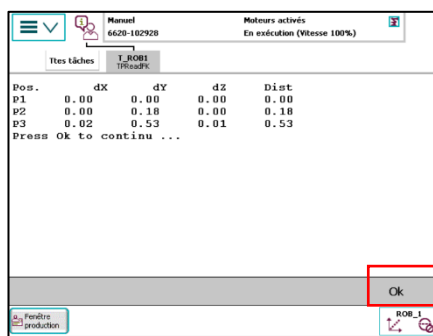 Manuel
6620-102928
Moteurs activés
En exécution (Vitesse 100%)
Ttes tâches
T_ROB1
TPReadFK
Pos. dX dY dZ Dist
P1 0.00 0.00 0.00 0.00
P2 0.00 0.18 0.00 0.18
P3 0.02 0.53 0.01 0.53
Press Ok to continu ...
Ok
Fenêtre
production
ROB_1